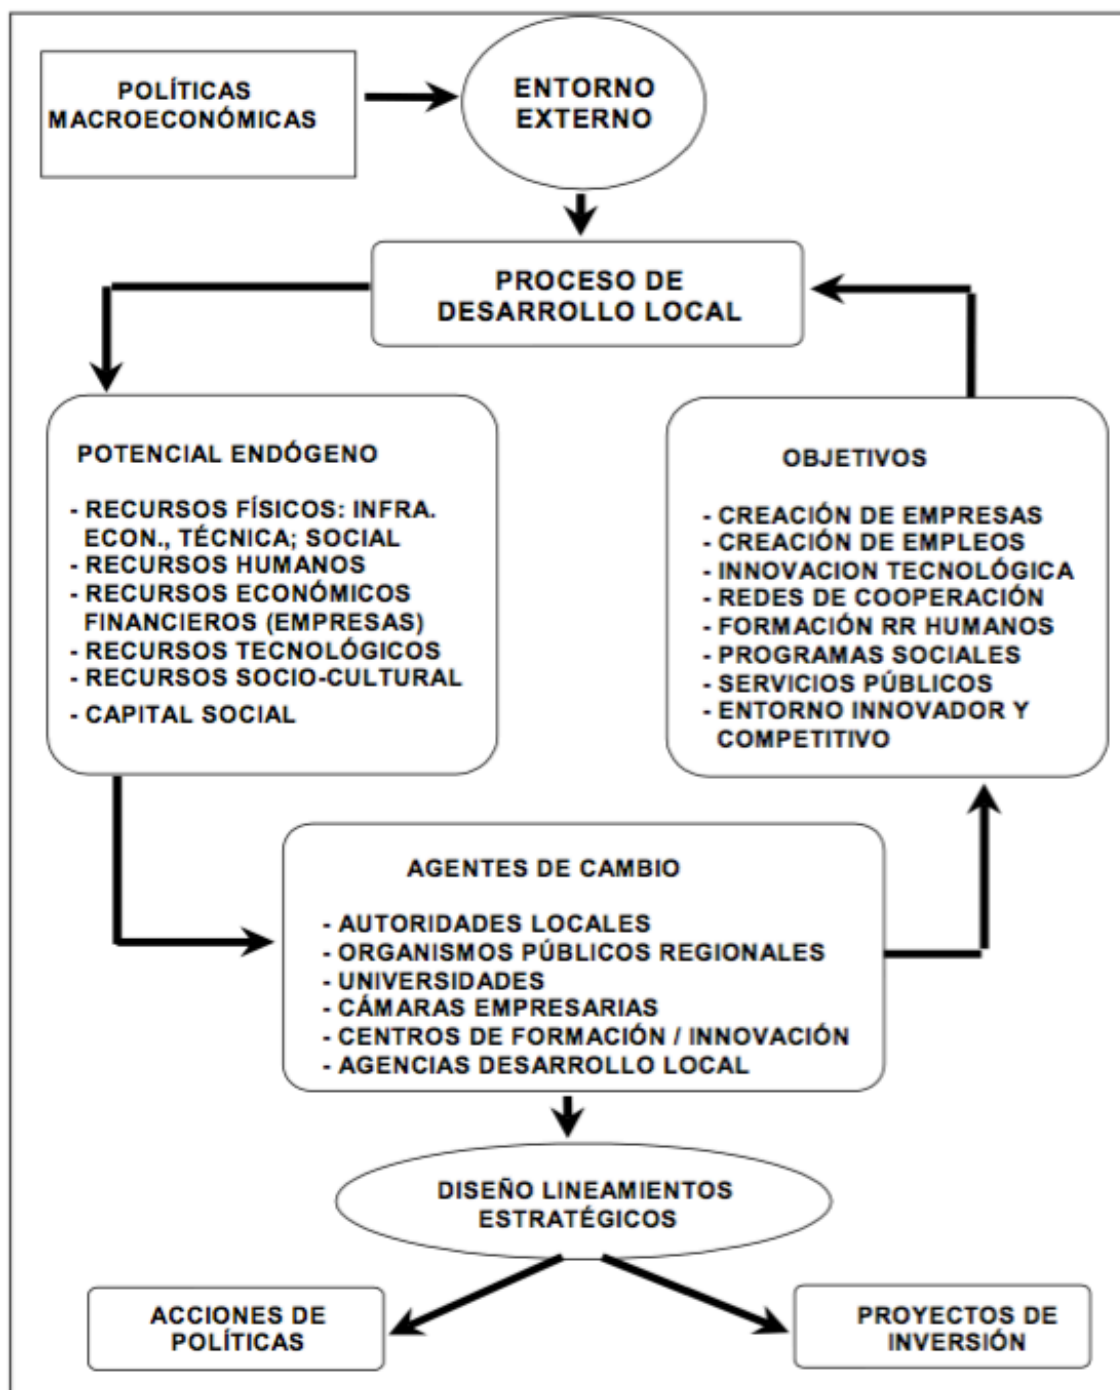 POLÍTICAS
MACROECONÓMICAS
ENTORNO
EXTERNO
PROCESO DE
DESARROLLO LOCAL
POTENCIAL ENDÓGENO
- RECURSOS FÍSICOS: INFRA.
ECON., TÉCNICA; SOCIAL
- RECURSOS HUMANOS
- RECURSOS ECONÓMICOS
FINANCIEROS (EMPRESAS)
- RECURSOS TECNOLÓGICOS
- RECURSOS SOCIO-CULTURAL
- CAPITAL SOCIAL
OBJETIVOS
- CREACIÓN DE EMPRESAS
- CREACIÓN DE EMPLEOS
- INNOVACION TECNOLÓGICA
- REDES DE COOPERACIÓN
- FORMACIÓN RR HUMANOS
- PROGRAMAS SOCIALES
- SERVICIOS PÚBLICOS
- ENTORNO INNOVADOR Y
COMPETITIVO
AGENTES DE CAMBIO
- AUTORIDADES LOCALES
- ORGANISMOS PÚBLICOS REGIONALES
- UNIVERSIDADES
- CÁMARAS EMPRESARIAS
- CENTROS DE FORMACIÓN / INNOVACIÓN
- AGENCIAS DESARROLLO LOCAL
DISEÑO LINEAMIENTOS
ESTRATÉGICOS
ACCIONES DE
POLÍTICAS
PROYECTOS DE
INVERSIÓN